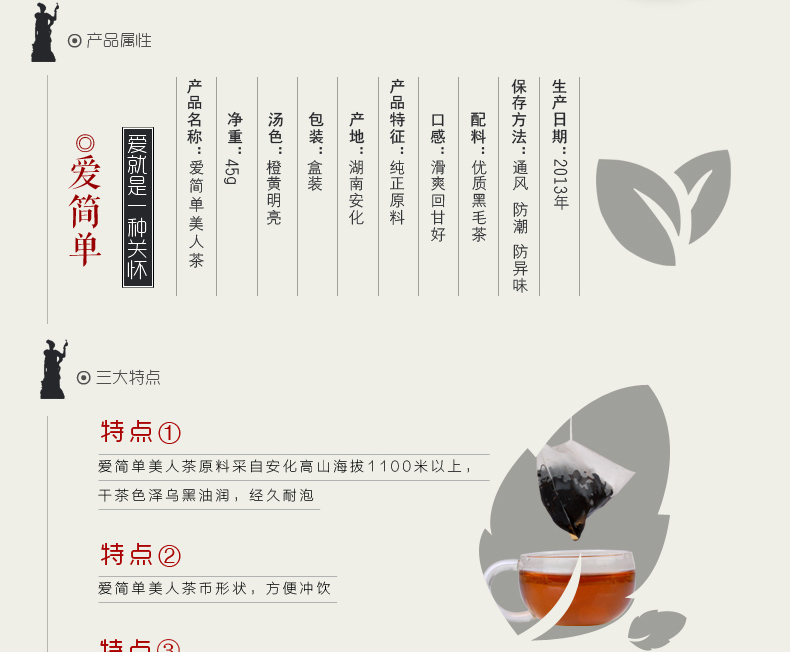 产品属性
◎爱简单
爱就是一种关怀
产品名称：爱简单美人茶
净重：45g
汤色：橙黄明亮
包装：盒装
产地：湖南安化
产品特征：纯正原料
口感：滑爽回甘好
配料：优质黑毛茶
保存方法：通风 防潮 防异味
生产日期：2013年
三大特点
特点①
爱简单美人茶原料采自安化高山海拔1100米以上，
干茶色泽乌黑油润，经久耐泡
特点②
爱简单美人茶币形状，方便冲饮
特点③